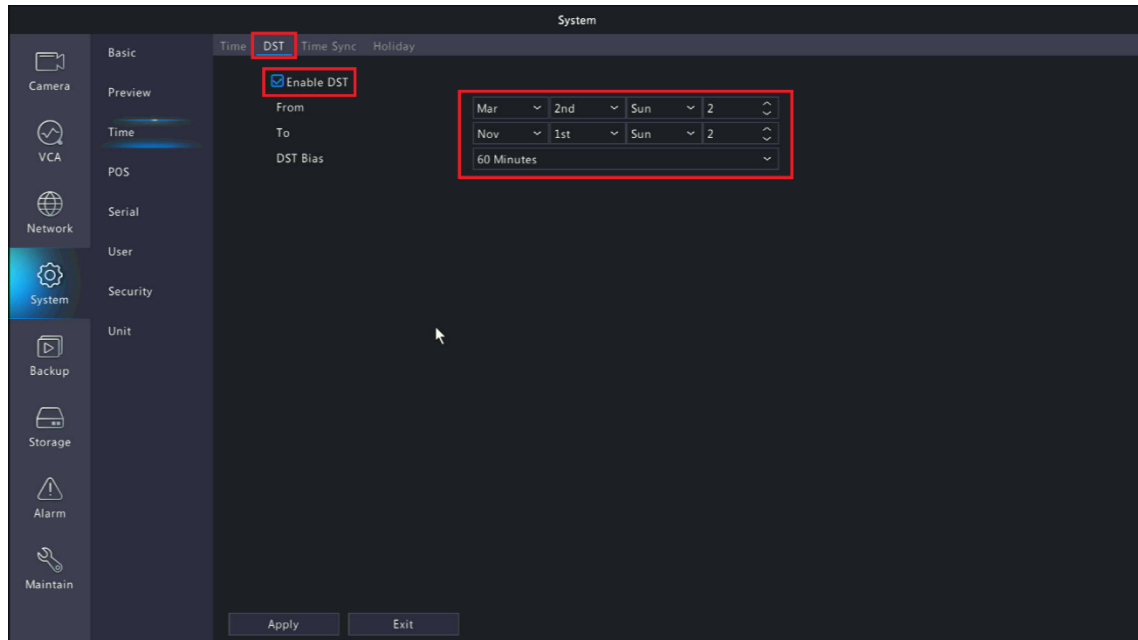 System
Camera
VCA
Network
System
Backup
Storage
Alarm
Maintain
Basic
Preview
Time
POS
Serial
User
Security
Unit
Time DST Time Sync Holiday
Enable DST
From Mar 2nd Sun 2
To Nov 1st Sun 2
DST Bias 60 Minutes
Apply Exit